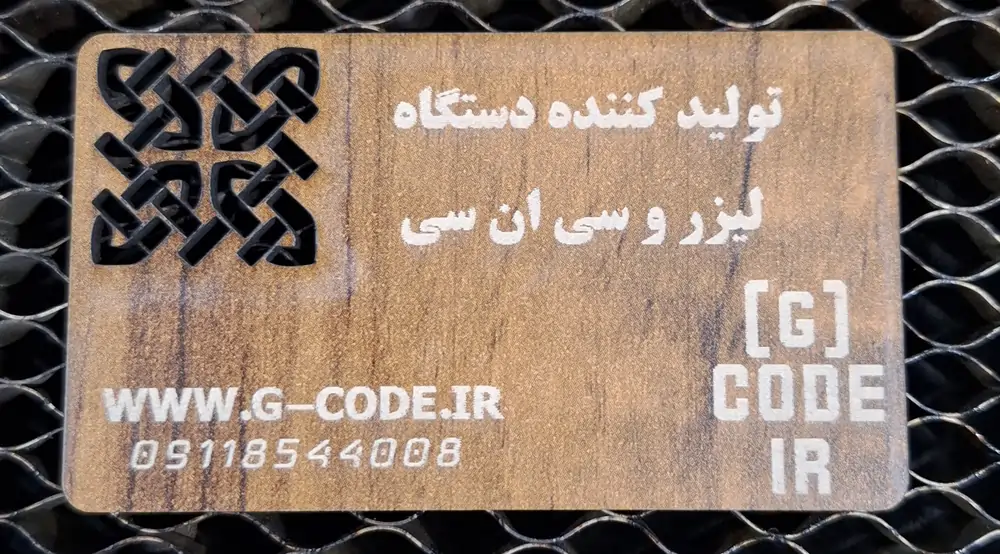 تولید کننده دستگاه
لیزر و سی ان سی
[G]
CODE
IR
WWW.G-CODE.IR
09118544008